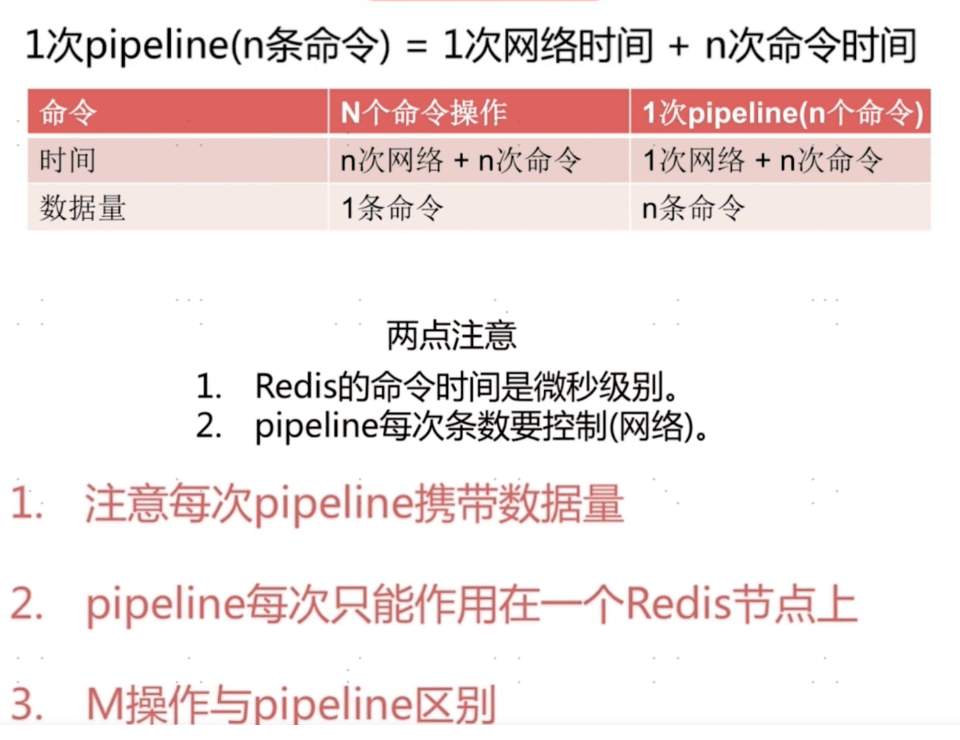 1次pipeline(n条命令) = 1次网络时间 + n次命令时间
命令 N个命令操作 1次pipeline(n个命令)
时间 n次网络 + n次命令 1次网络 + n次命令
数据量 1条命令 n条命令
两点注意
1. Redis的命令时间是微秒级别。
2. pipeline每次条数要控制(网络)。
1. 注意每次pipeline携带数据量
2. pipeline每次只能作用在一个Redis节点上
3. M操作与pipeline区别